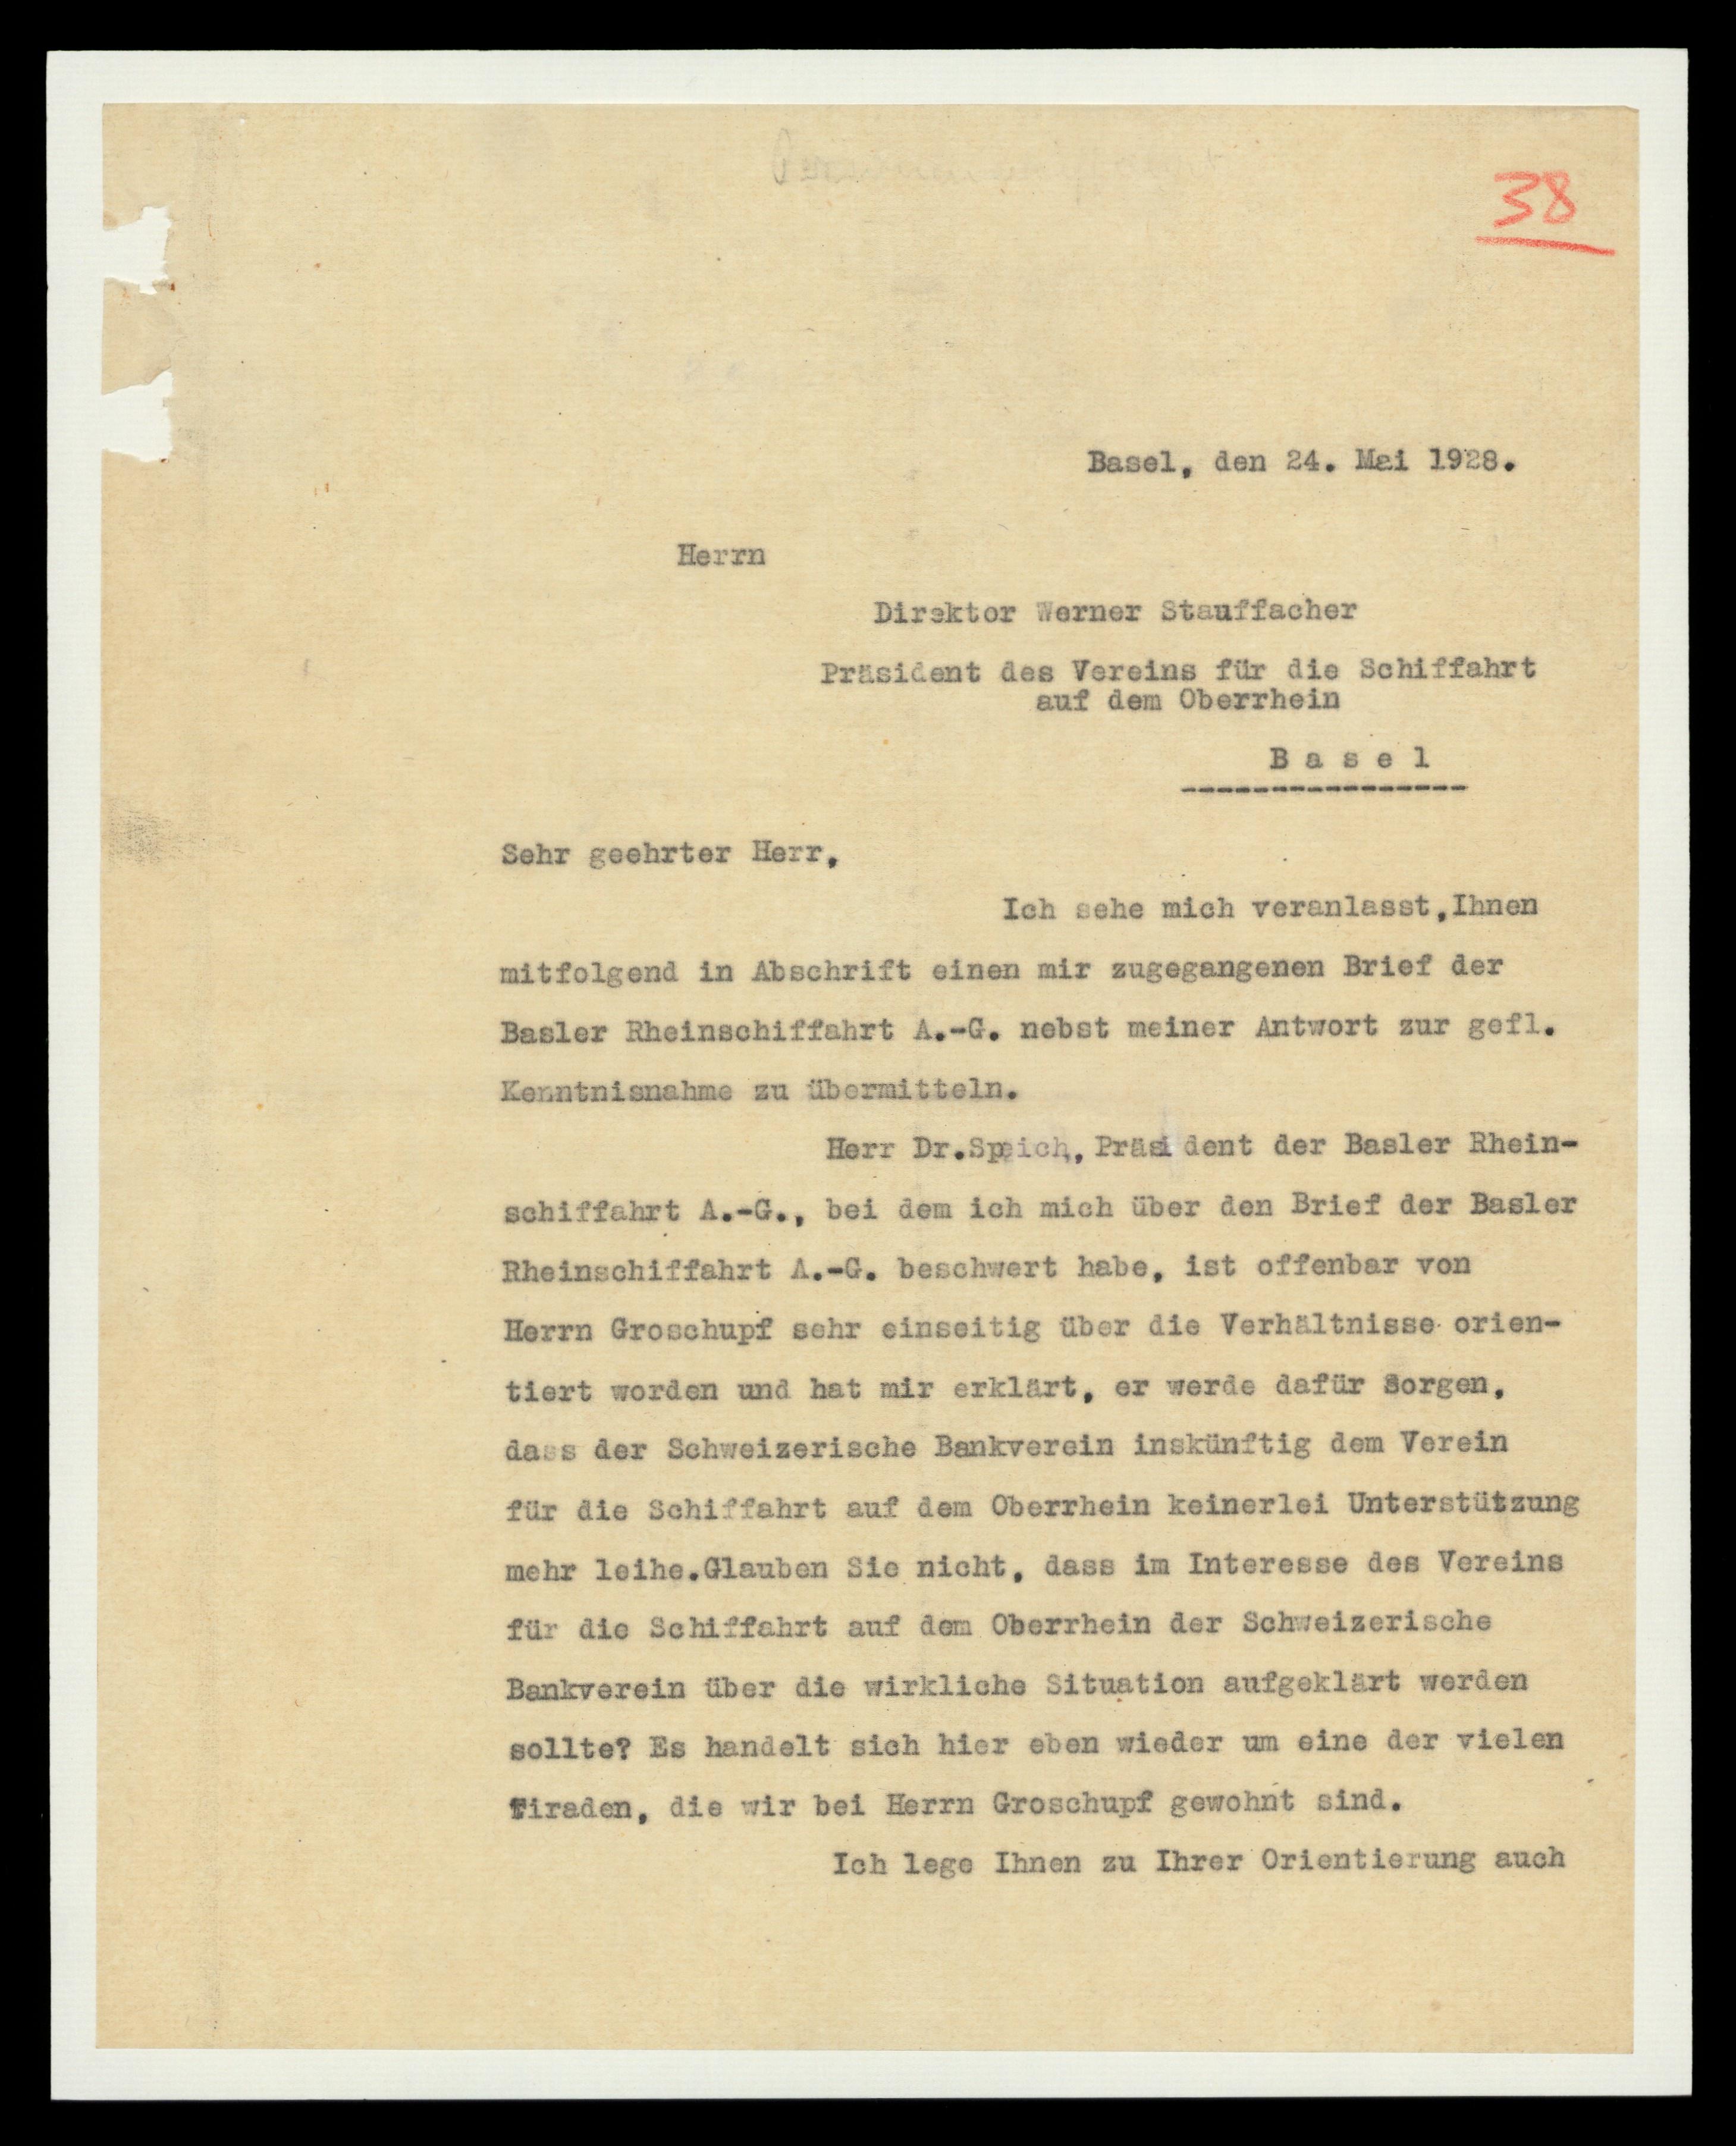 38
Basel, den 24. Mai 1928.
Herrn
Direktor Werner Stauffacher
Präsident des Vereins für die Schiffahrt
auf dem Oberrhein
B a s e l
----------------
Sehr geehrter Herr,
Ich sehe mich veranlasst, Ihnen
mitfolgend in Abschrift einen mir zugegangenen Brief der
Basler Rheinschiffahrt A.-G. nebst meiner Antwort zur gefl.
Kenntnisnahme zu übermitteln.
Herr Dr.Speich, Präsident der Basler Rhein-
schiffahrt A.-G., bei dem ich mich über den Brief der Basler
Rheinschiffahrt A.-G. beschwert habe, ist offenbar von
Herrn Groschupf sehr einseitig über die Verhältnisse orien-
tiert worden und hat mir erklärt, er werde dafür sorgen,
dass der Schweizerische Bankverein inskünftig dem Verein
für die Schiffahrt auf dem Oberrhein keinerlei Unterstützung
mehr leihe.Glauben Sie nicht, dass im Interesse des Vereins
für die Schiffahrt auf dem Oberrhein der Schweizerische
Bankverein über die wirkliche Situation aufgeklärt werden
sollte? Es handelt sich hier eben wieder um eine der vielen
Tiraden, die wir bei Herrn Groschupf gewohnt sind.
Ich lege Ihnen zu Ihrer Orientierung auch